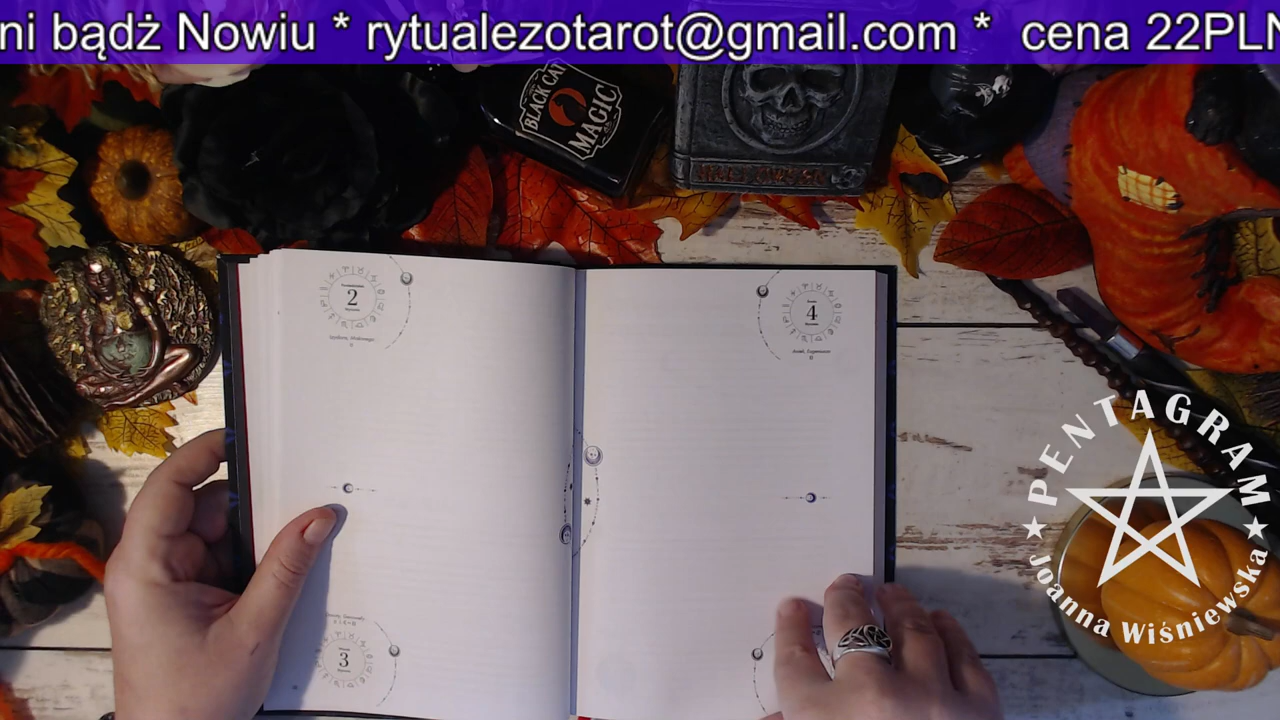 ni bądź Nowiu * rytualezotarot@gmail.com * cena 22PLN
BLACK CAT
MAGIC
2
4
3
PENTAGRAM
Joanna Wiśniewska